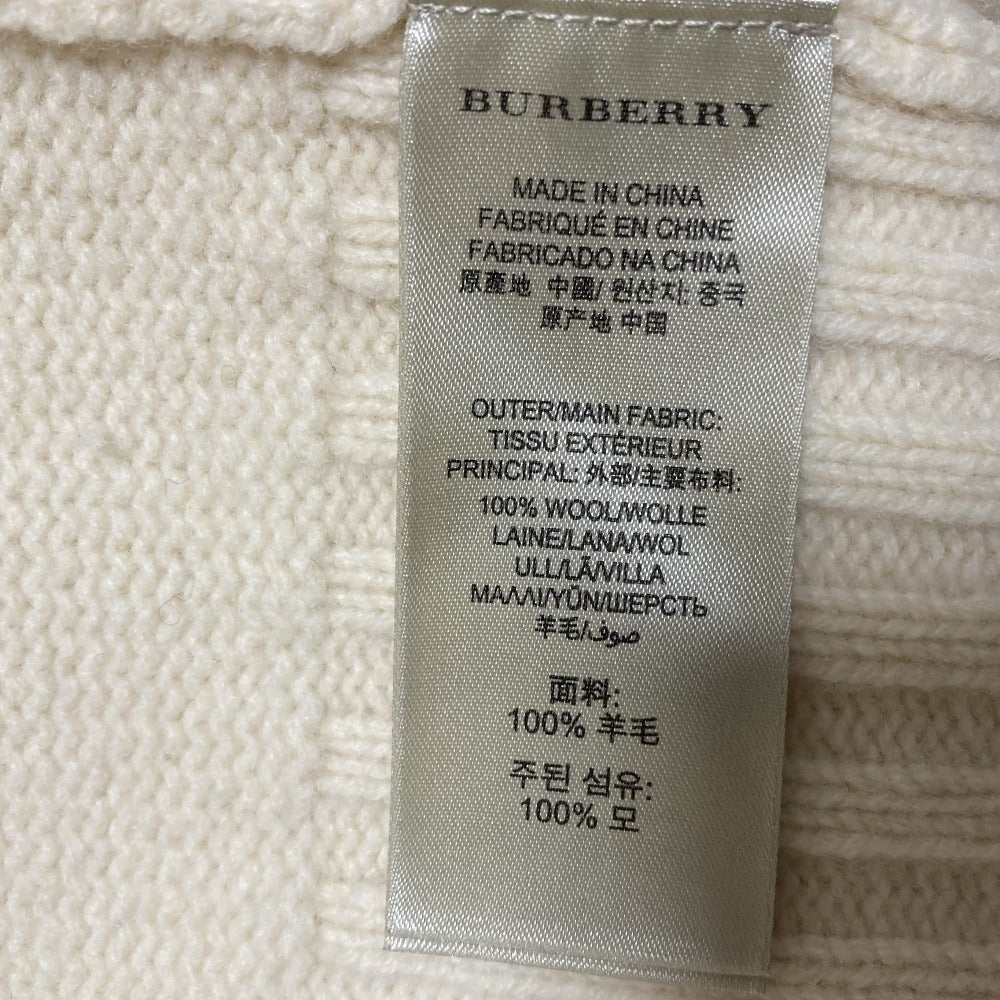 BURBERRY
MADE IN CHINA
FABRIQUÉ EN CHINE
FABRICADO NA CHINA
原產地 中國/ 원산지: 중국
原产地 中国
OUTER/MAIN FABRIC:
TISSU EXTÉRIEUR
PRINCIPAL: 外部/主要布料:
100% WOOL/WOLLE
LAINE/LANA/WOL
ULL/LÃ/VILLA
ΜΑΛΛΙ/YÜN/ШЕРСТЬ
羊毛/صوف
面料:
100% 羊毛
주된 섬유:
100% 모